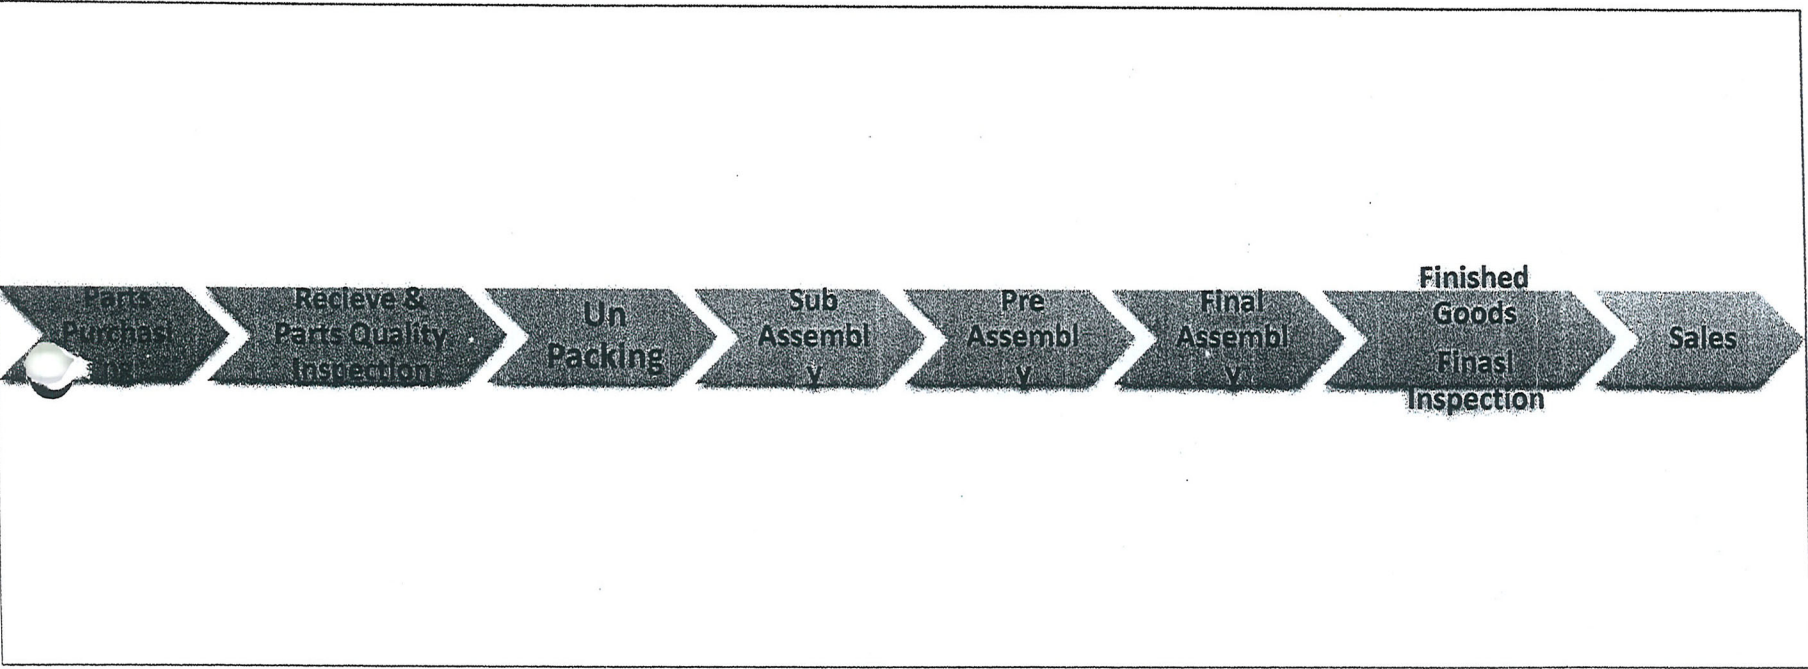 Parts
Purchasi
ng
Recieve &
Parts Quality
Inspection
Un
Packing
Sub
Assembl
y
Pre
Assembl
y
Final
Assembl
y
Finished
Goods
Finasl
Inspection
Sales